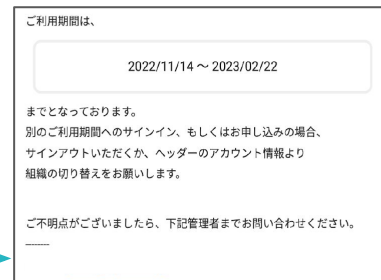 ご利用期間は、
2022/11/14 ～ 2023/02/22
までとなっております。
別のご利用期間へのサインイン、もしくはお申し込みの場合、
サインアウトいただくか、ヘッダーのアカウント情報より
組織の切り替えをお願いします。
ご不明点がございましたら、下記管理者までお問い合わせください。
--------